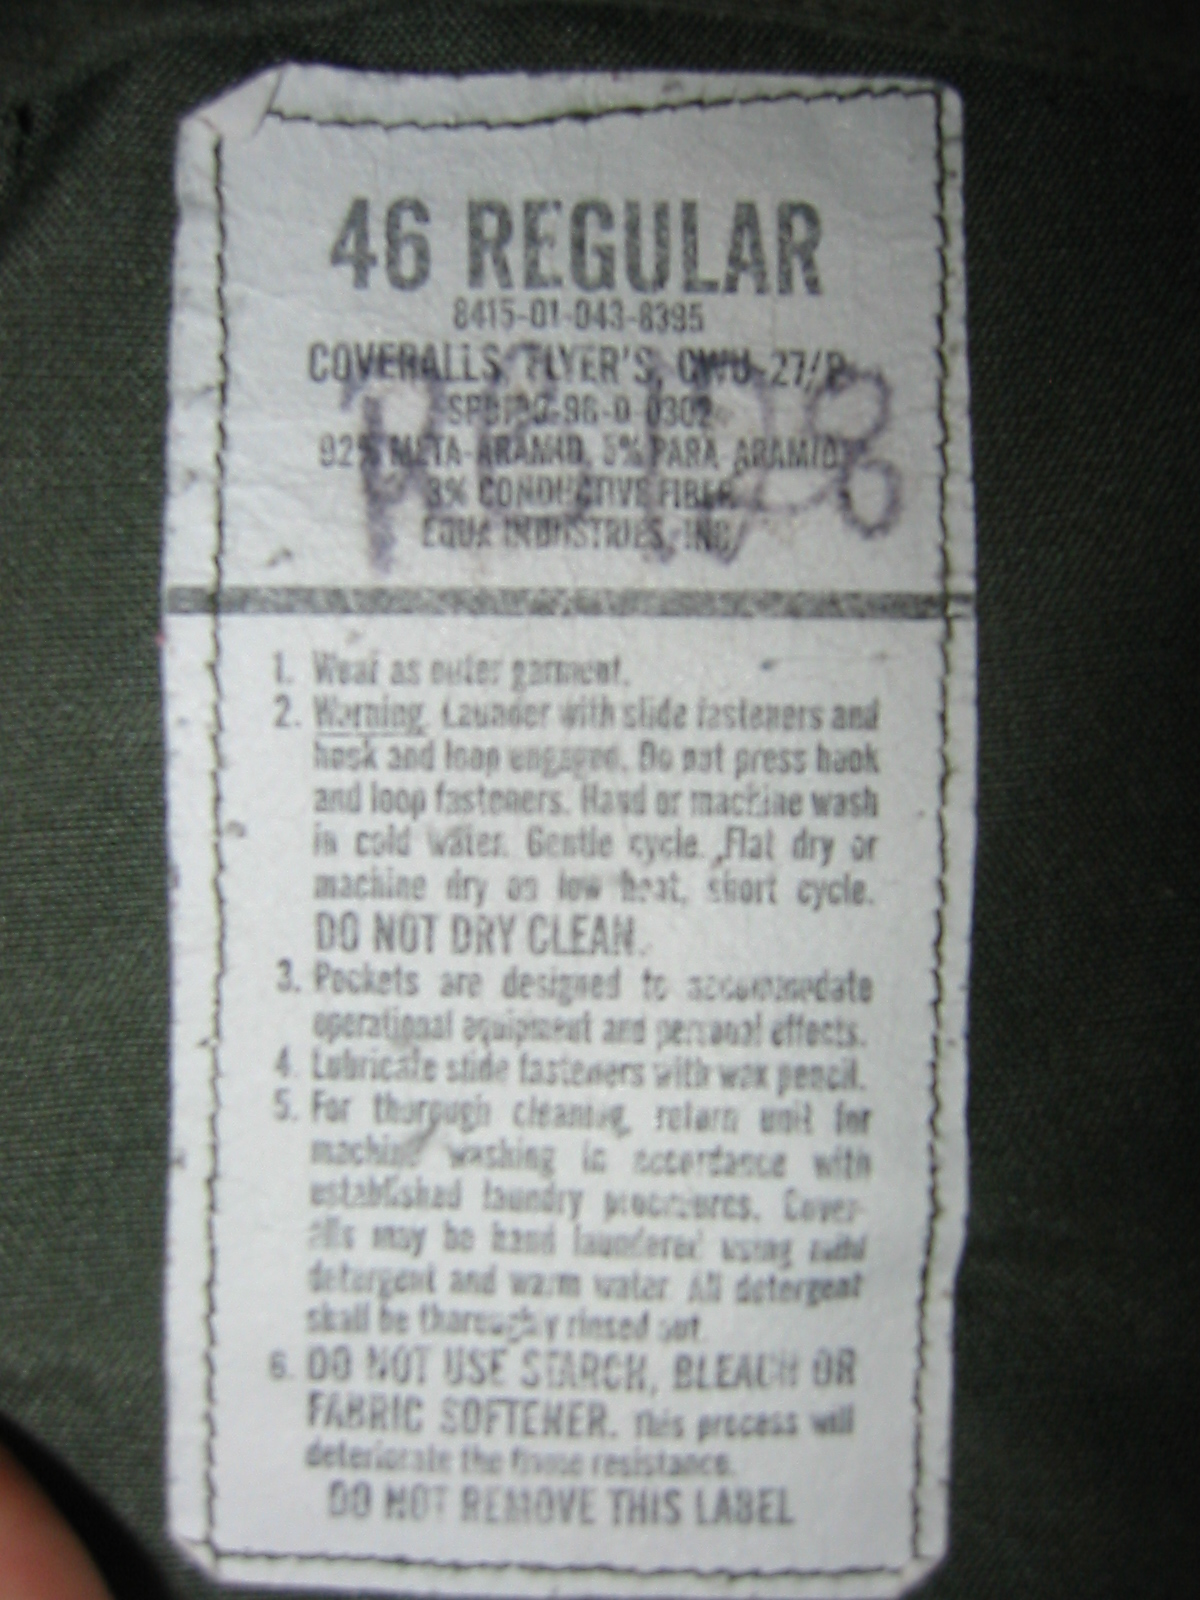 46 REGULAR
8415-01-043-8395
COVERALLS, FLYER'S, CWU-27/P
96-D-0302
92% META-ARAMID, 5% PARA-ARAMID
3% CONDUCTIVE FIBER
EQUA INDUSTRIES, INC.
1. Wear as outer garment.
2. Warning. Launder with slide fasteners and
hook and loop engaged. Do not press hook
and loop fasteners. Hand or machine wash
in cold water. Gentle cycle. Flat dry or
machine dry on low heat, short cycle.
DO NOT DRY CLEAN.
3. Pockets are designed to accommodate
operational equipment and personal effects.
4. Lubricate slide fasteners with wax pencil.
5. For thorough cleaning, return unit for
machine washing in accordance with
established laundry procedures. Cover-
alls may be hand laundered using mild
detergent and warm water. All detergent
shall be thoroughly rinsed out.
6. DO NOT USE STARCH, BLEACH OR
FABRIC SOFTENER. This process will
deteriorate the flame resistance.
DO NOT REMOVE THIS LABEL